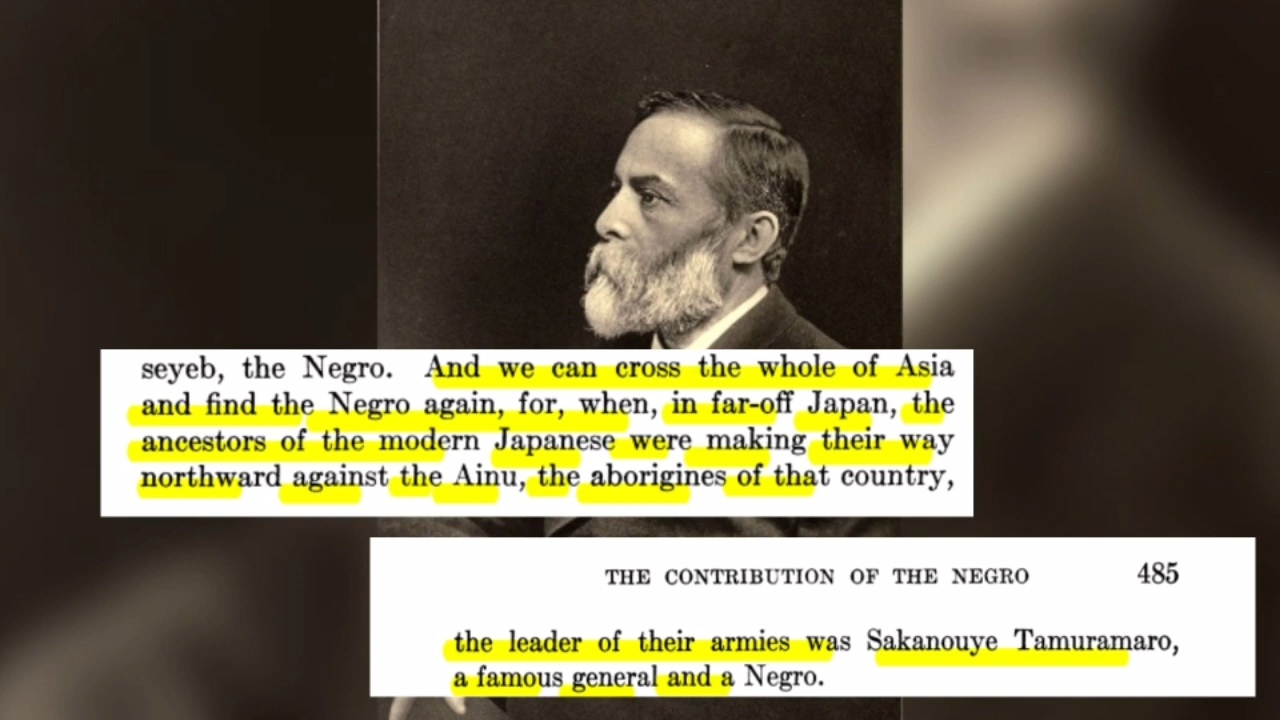 seyeb, the Negro. And we can cross the whole of Asia
and find the Negro again, for, when, in far-off Japan, the
ancestors of the modern Japanese were making their way
northward against the Ainu, the aborigines of that country,
THE CONTRIBUTION OF THE NEGRO 485
the leader of their armies was Sakanouye Tamuramaro,
a famous general and a Negro.